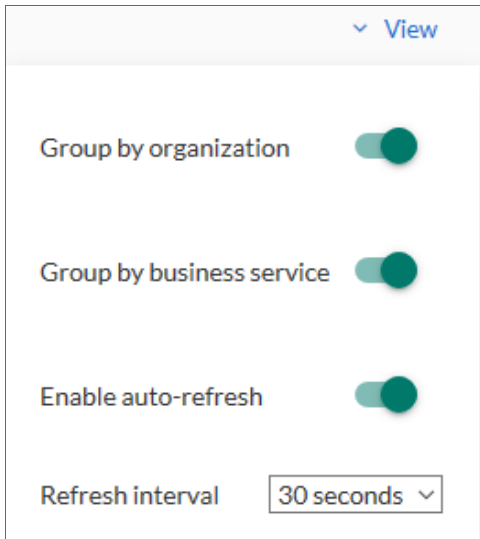 View
Group by organization
Group by business service
Enable auto-refresh
Refresh interval 30 seconds